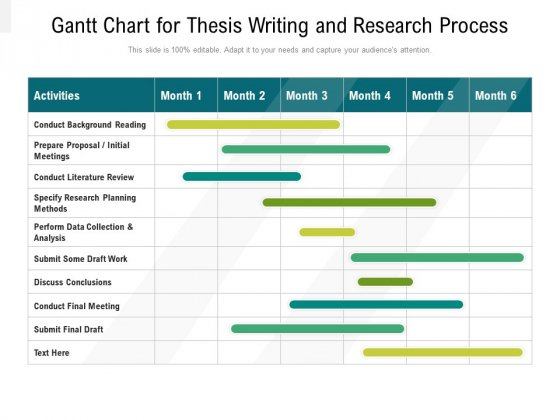 Gantt Chart for Thesis Writing and Research Process
This slide is 100% editable. Adapt it to your needs and capture your audience's attention.
Activities Month 1 Month 2 Month 3 Month 4 Month 5 Month 6
Conduct Background Reading
Prepare Proposal / Initial
Meetings
Conduct Literature Review
Specify Research Planning
Methods
Perform Data Collection &
Analysis
Submit Some Draft Work
Discuss Conclusions
Conduct Final Meeting
Submit Final Draft
Text Here